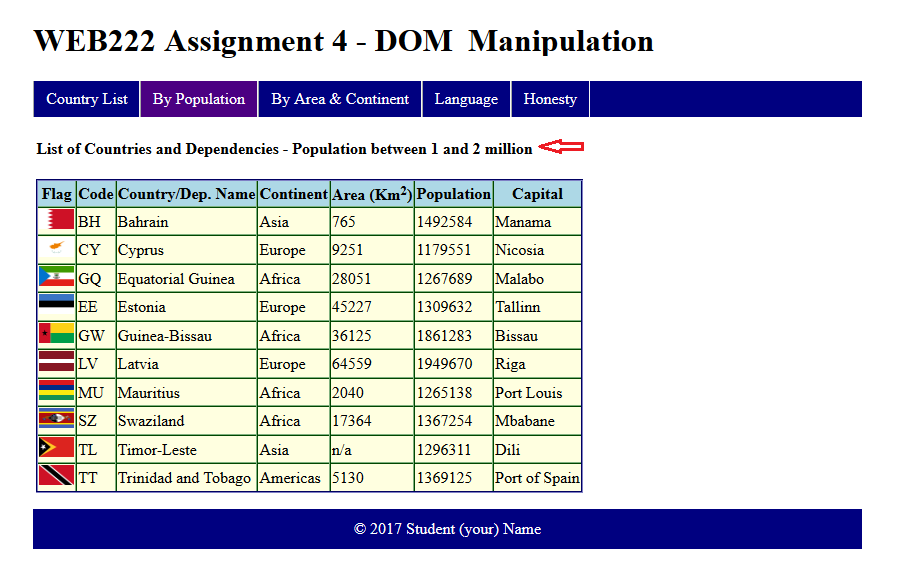 WEB222 Assignment 4 - DOM Manipulation
Country List By Population By Area & Continent Language Honesty
List of Countries and Dependencies - Population between 1 and 2 million
Flag Code Country/Dep. Name Continent Area (Km²) Population Capital
BH Bahrain Asia 765 1492584 Manama
CY Cyprus Europe 9251 1179551 Nicosia
GQ Equatorial Guinea Africa 28051 1267689 Malabo
EE Estonia Europe 45227 1309632 Tallinn
GW Guinea-Bissau Africa 36125 1861283 Bissau
LV Latvia Europe 64559 1949670 Riga
MU Mauritius Africa 2040 1265138 Port Louis
SZ Swaziland Africa 17364 1367254 Mbabane
TL Timor-Leste Asia n/a 1296311 Dili
TT Trinidad and Tobago Americas 5130 1369125 Port of Spain
© 2017 Student (your) Name